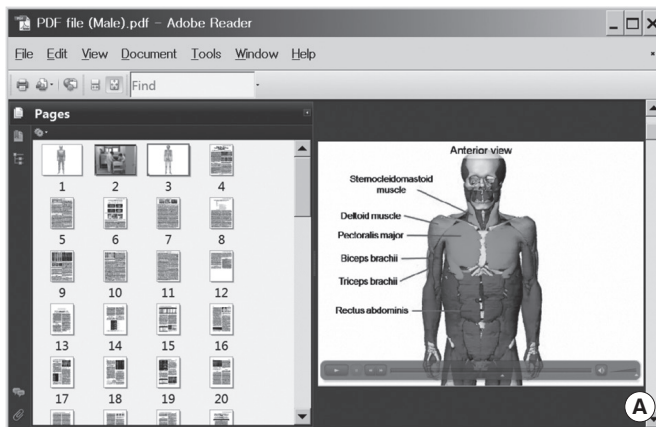 PDF file (Male).pdf - Adobe Reader
File Edit View Document Tools Window Help
Find
Pages
1 2 3 4
5 6 7 8
9 10 11 12
13 14 15 16
17 18 19 20
Anterior view
Sternocleidomastoid
muscle
Deltoid muscle
Pectoralis major
Biceps brachii
Triceps brachii
Rectus abdominis
A